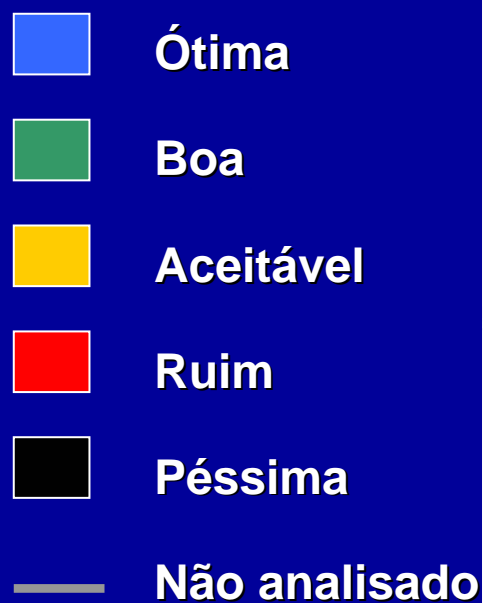 Ótima
Boa
Aceitável
Ruim
Péssima
Não analisado